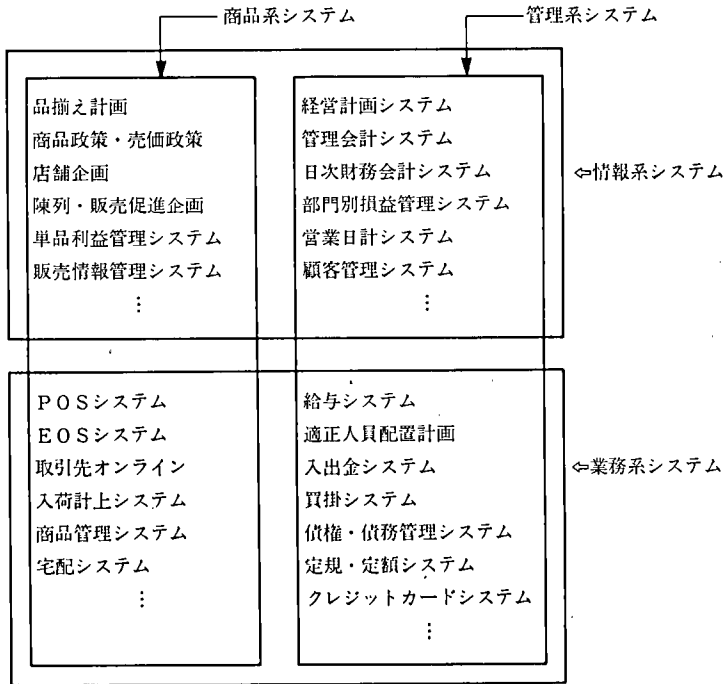 商品系システム
管理系システム
品揃え計画
商品政策・売価政策
店舗企画
陳列・販売促進企画
単品利益管理システム
販売情報管理システム
⋮
経営計画システム
管理会計システム
日次財務会計システム
部門別損益管理システム
営業日計システム
顧客管理システム
⋮
⇦情報系システム
POSシステム
EOSシステム
取引先オンライン
入荷計上システム
商品管理システム
宅配システム
⋮
給与システム
適正人員配置計画
入出金システム
買掛システム
債権・債務管理システム
定規・定額システム
クレジットカードシステム
⋮
⇦業務系システム